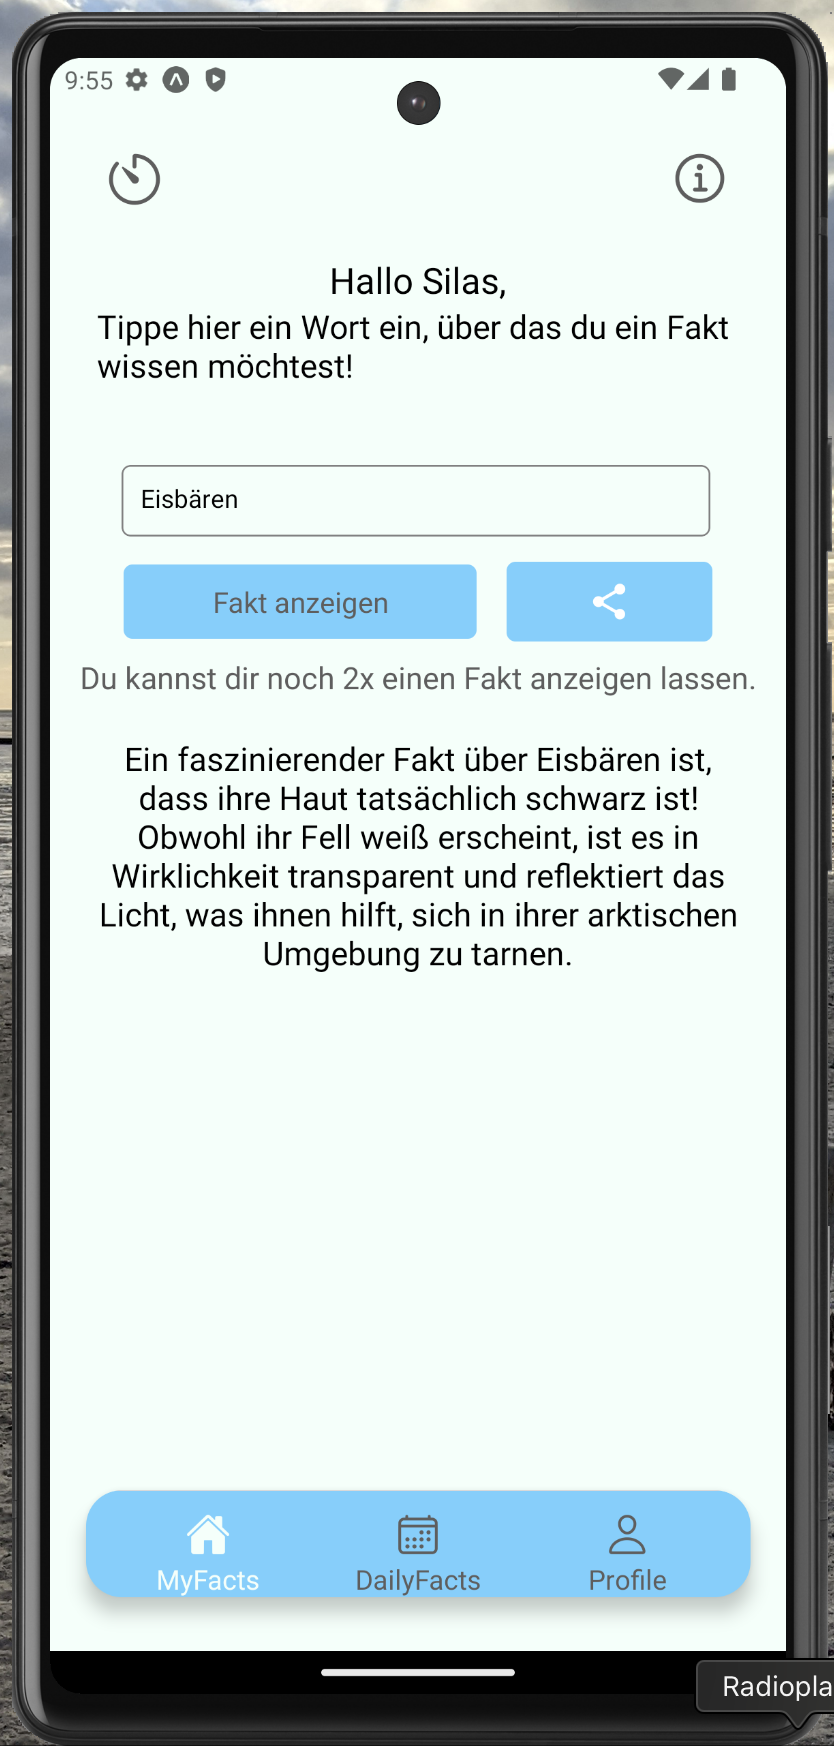 9:55
Hallo Silas,
Tippe hier ein Wort ein, über das du ein Fakt
wissen möchtest!
Eisbären
Fakt anzeigen
Du kannst dir noch 2x einen Fakt anzeigen lassen.
Ein faszinierender Fakt über Eisbären ist,
dass ihre Haut tatsächlich schwarz ist!
Obwohl ihr Fell weiß erscheint, ist es in
Wirklichkeit transparent und reflektiert das
Licht, was ihnen hilft, sich in ihrer arktischen
Umgebung zu tarnen.
MyFacts DailyFacts Profile
Radiopla